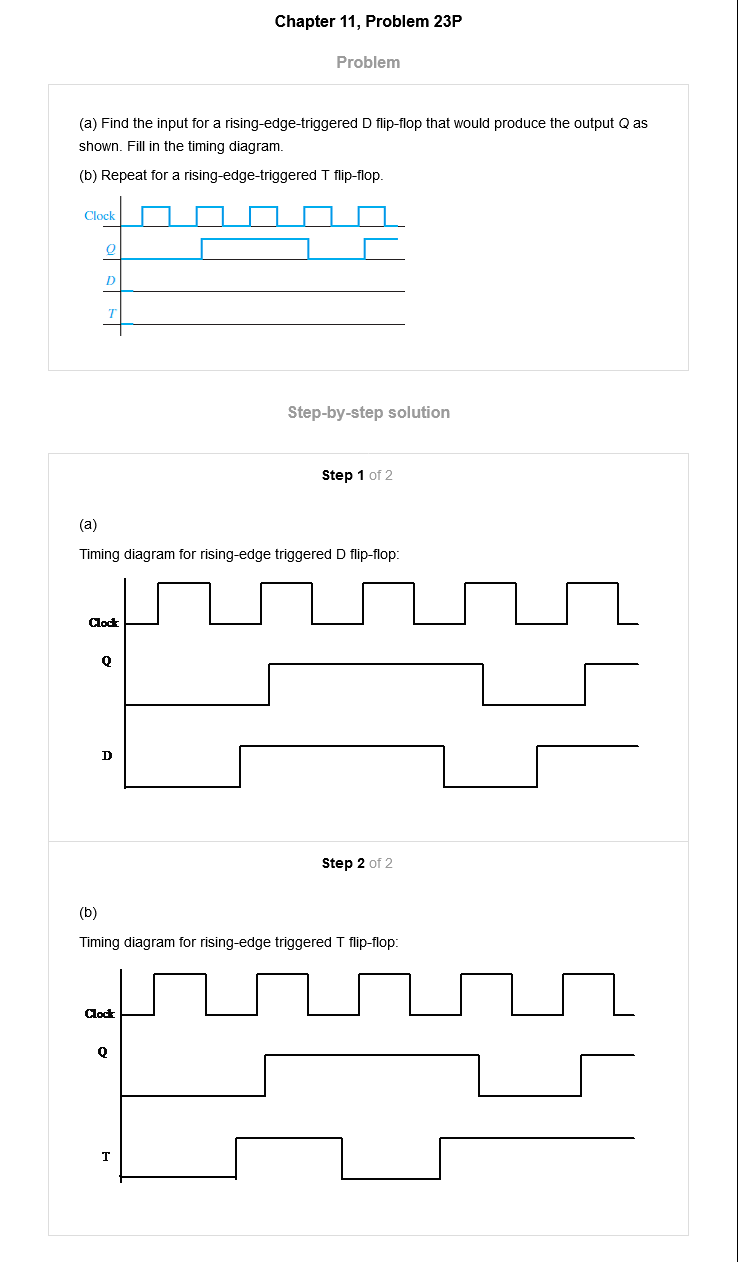 Chapter 11, Problem 23P
Problem
(a) Find the input for a rising-edge-triggered D flip-flop that would produce the output Q as
shown. Fill in the timing diagram.
(b) Repeat for a rising-edge-triggered T flip-flop.
Clock
Q
D
T
Step-by-step solution
Step 1 of 2
(a)
Timing diagram for rising-edge triggered D flip-flop:
Clock
Q
D
Step 2 of 2
(b)
Timing diagram for rising-edge triggered T flip-flop:
Clock
Q
T